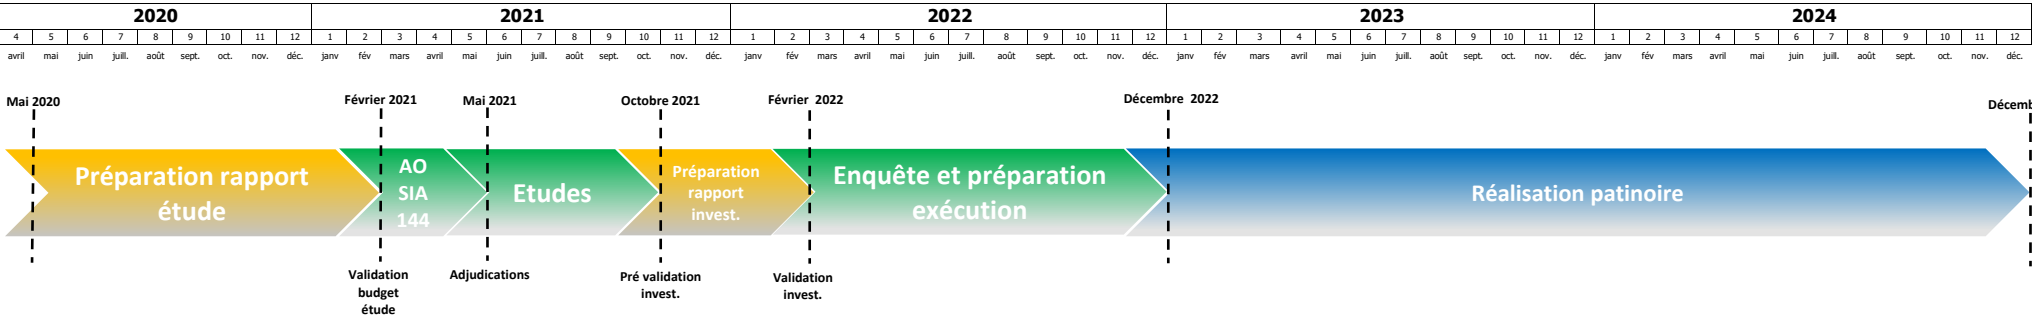 2020 2021 2022 2023 2024
4 5 6 7 8 9 10 11 12 1 2 3 4 5 6 7 8 9 10 11 12 1 2 3 4 5 6 7 8 9 10 11 12 1 2 3 4 5 6 7 8 9 10 11 12 1 2 3 4 5 6 7 8 9 10 11 12
avril mai juin juill. août sept. oct. nov. déc. janv fév mars avril mai juin juill. août sept. oct. nov. déc. janv fév mars avril mai juin juill. août sept. oct. nov. déc. janv fév mars avril mai juin juill. août sept. oct. nov. déc. janv fév mars avril mai juin juill. août sept. oct. nov. déc.
Mai 2020
Février 2021
Mai 2021
Octobre 2021
Février 2022
Décembre 2022
Décemb
Préparation rapport
étude
AO
SIA
144
Etudes
Préparation
rapport
invest.
Enquête et préparation
exécution
Réalisation patinoire
Validation
budget
étude
Adjudications
Pré validation
invest.
Validation
invest.